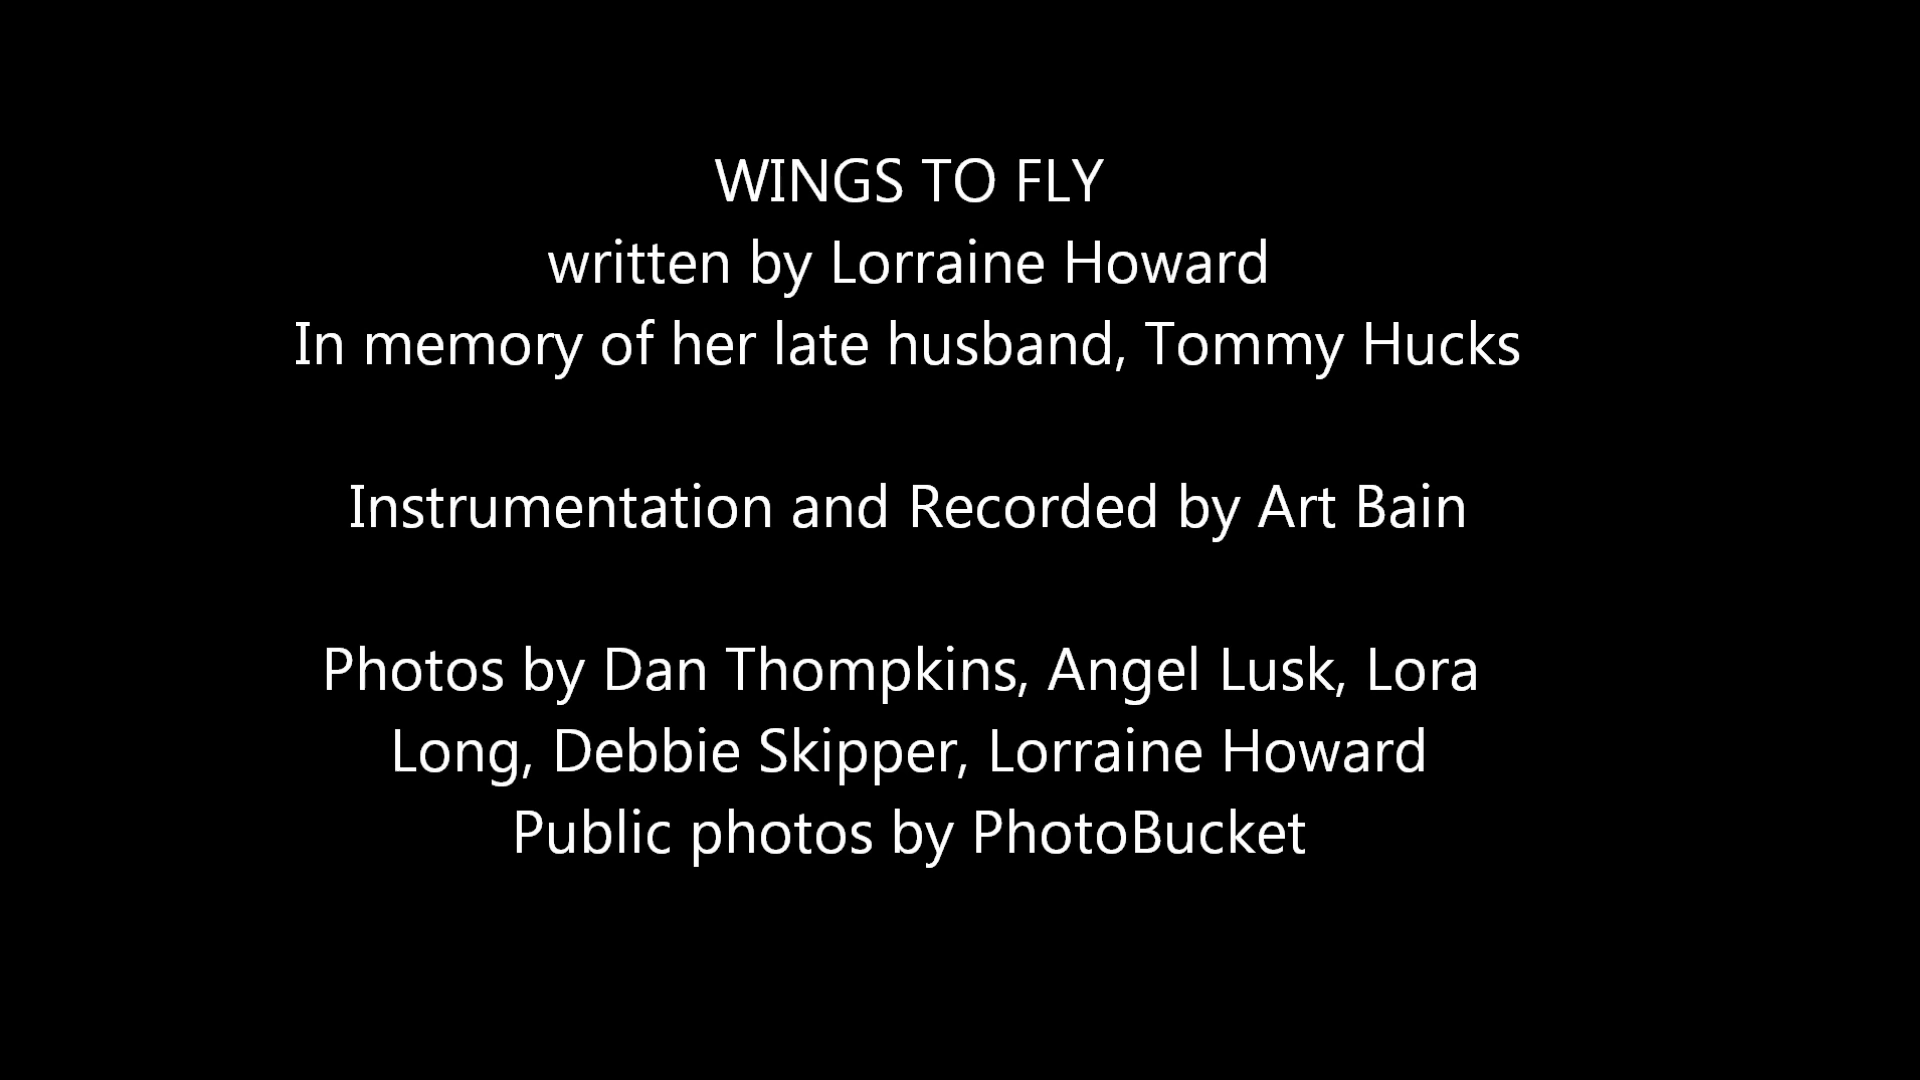 WINGS TO FLY
written by Lorraine Howard
In memory of her late husband, Tommy Hucks
Instrumentation and Recorded by Art Bain
Photos by Dan Thompkins, Angel Lusk, Lora
Long, Debbie Skipper, Lorraine Howard
Public photos by PhotoBucket